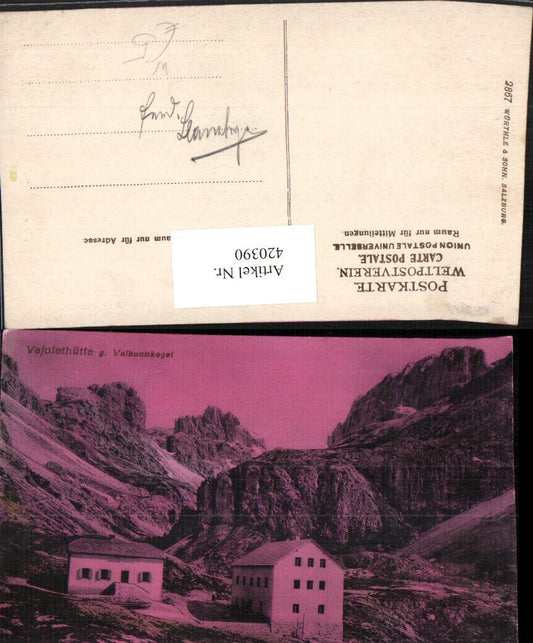 2867 WÜRTHLE & SOHN, SALZBURG.
POSTKARTE.
WELTPOSTVEREIN.
CARTE POSTALE.
UNION POSTALE UNIVERSELLE.
Raum nur für Mitteilungen.
Raum nur für Adresse
Artikel Nr.
420390
Vajolethütte g. Valbuonkogel